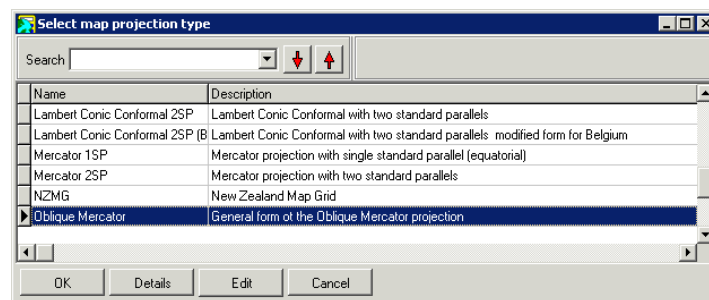 Select map projection type
Search
Name Description
Lambert Conic Conformal 2SP Lambert Conic Conformal with two standard parallels
Lambert Conic Conformal 2SP (B Lambert Conic Conformal with two standard parallels modified form for Belgium
Mercator 1SP Mercator projection with single standard parallel (equatorial)
Mercator 2SP Mercator projection with two standard parallels
NZMG New Zealand Map Grid
Oblique Mercator General form ot the Oblique Mercator projection
OK Details Edit Cancel